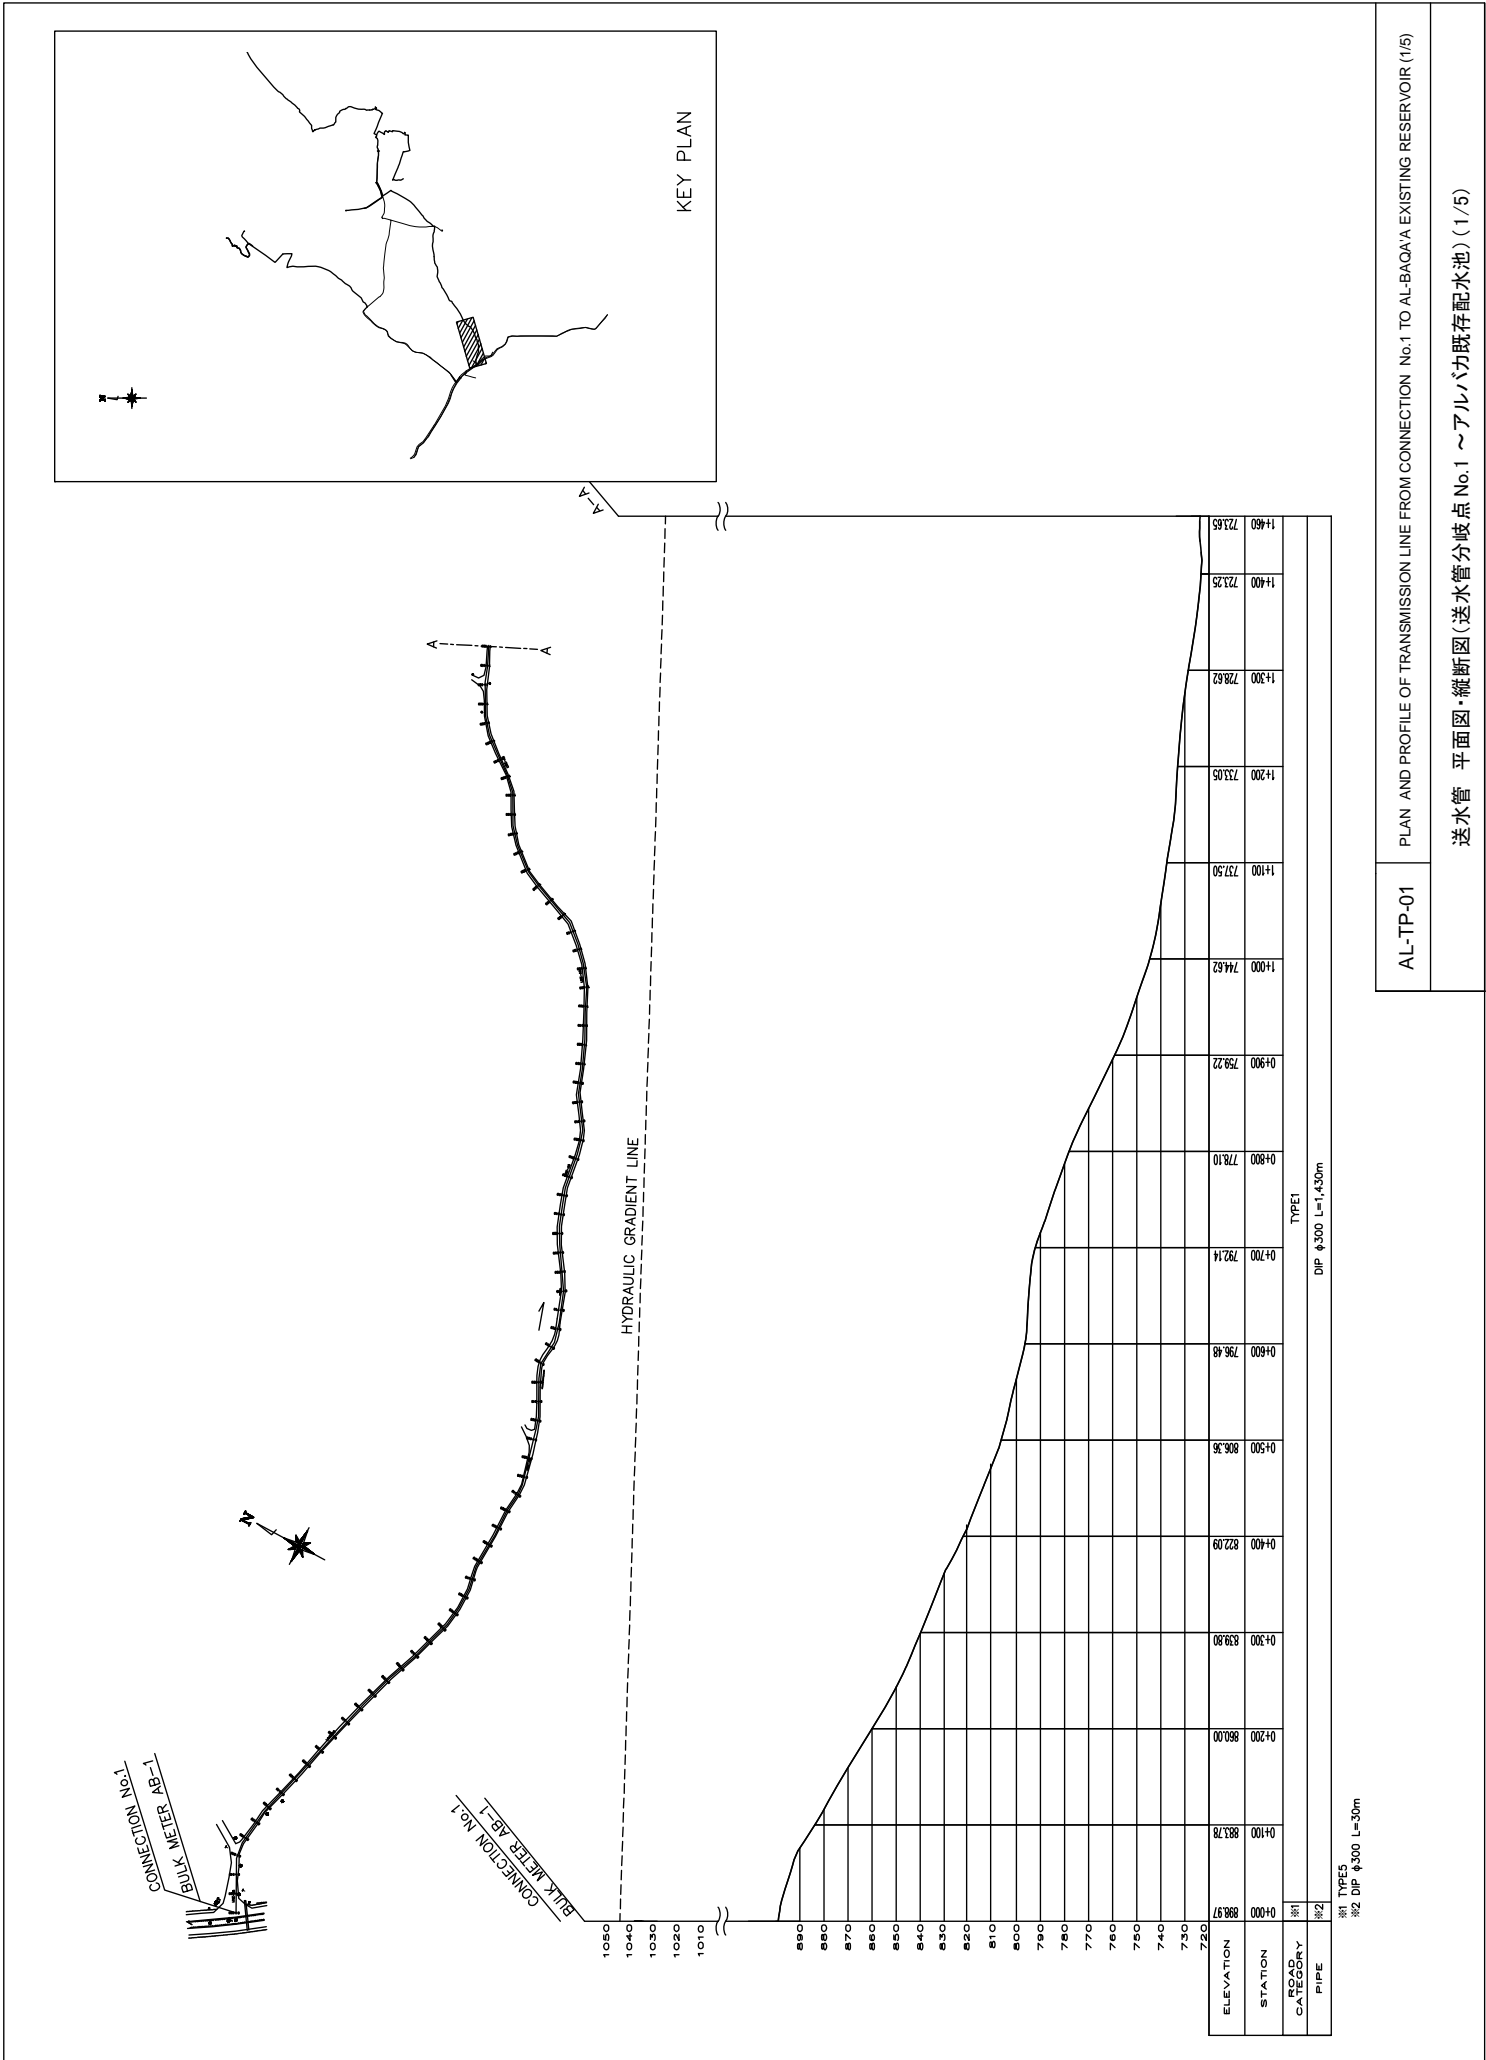 AL-TP-01
PLAN AND PROFILE OF TRANSMISSION LINE FROM CONNECTION No.1 TO AL-BAQA'A EXISTING RESERVOIR (1/5)
送水管 平面図・縦断図(送水管分岐点 No.1 ～アルバカ既存配水池) (1/5)
KEY PLAN
N
N
CONNECTION No.1
BULK METER AB-1
A
A
CONNECTION No.1
BULK METER AB-1
A-A
HYDRAULIC GRADIENT LINE
1050
1040
1030
1020
1010
890
880
870
860
850
840
830
820
810
800
790
780
770
760
750
740
730
720
ELEVATION 898.97 883.78 860.00 839.80 822.09 806.36 796.48 792.14 778.10 759.22 744.62 737.50 733.05 728.62 723.25 723.65
STATION 0+000 0+100 0+200 0+300 0+400 0+500 0+600 0+700 0+800 0+900 1+000 1+100 1+200 1+300 1+400 1+460
ROAD CATEGORY ※1 TYPE1
PIPE ※2 DIP φ300 L=1,430m
※1 TYPE5
※2 DIP φ300 L=30m